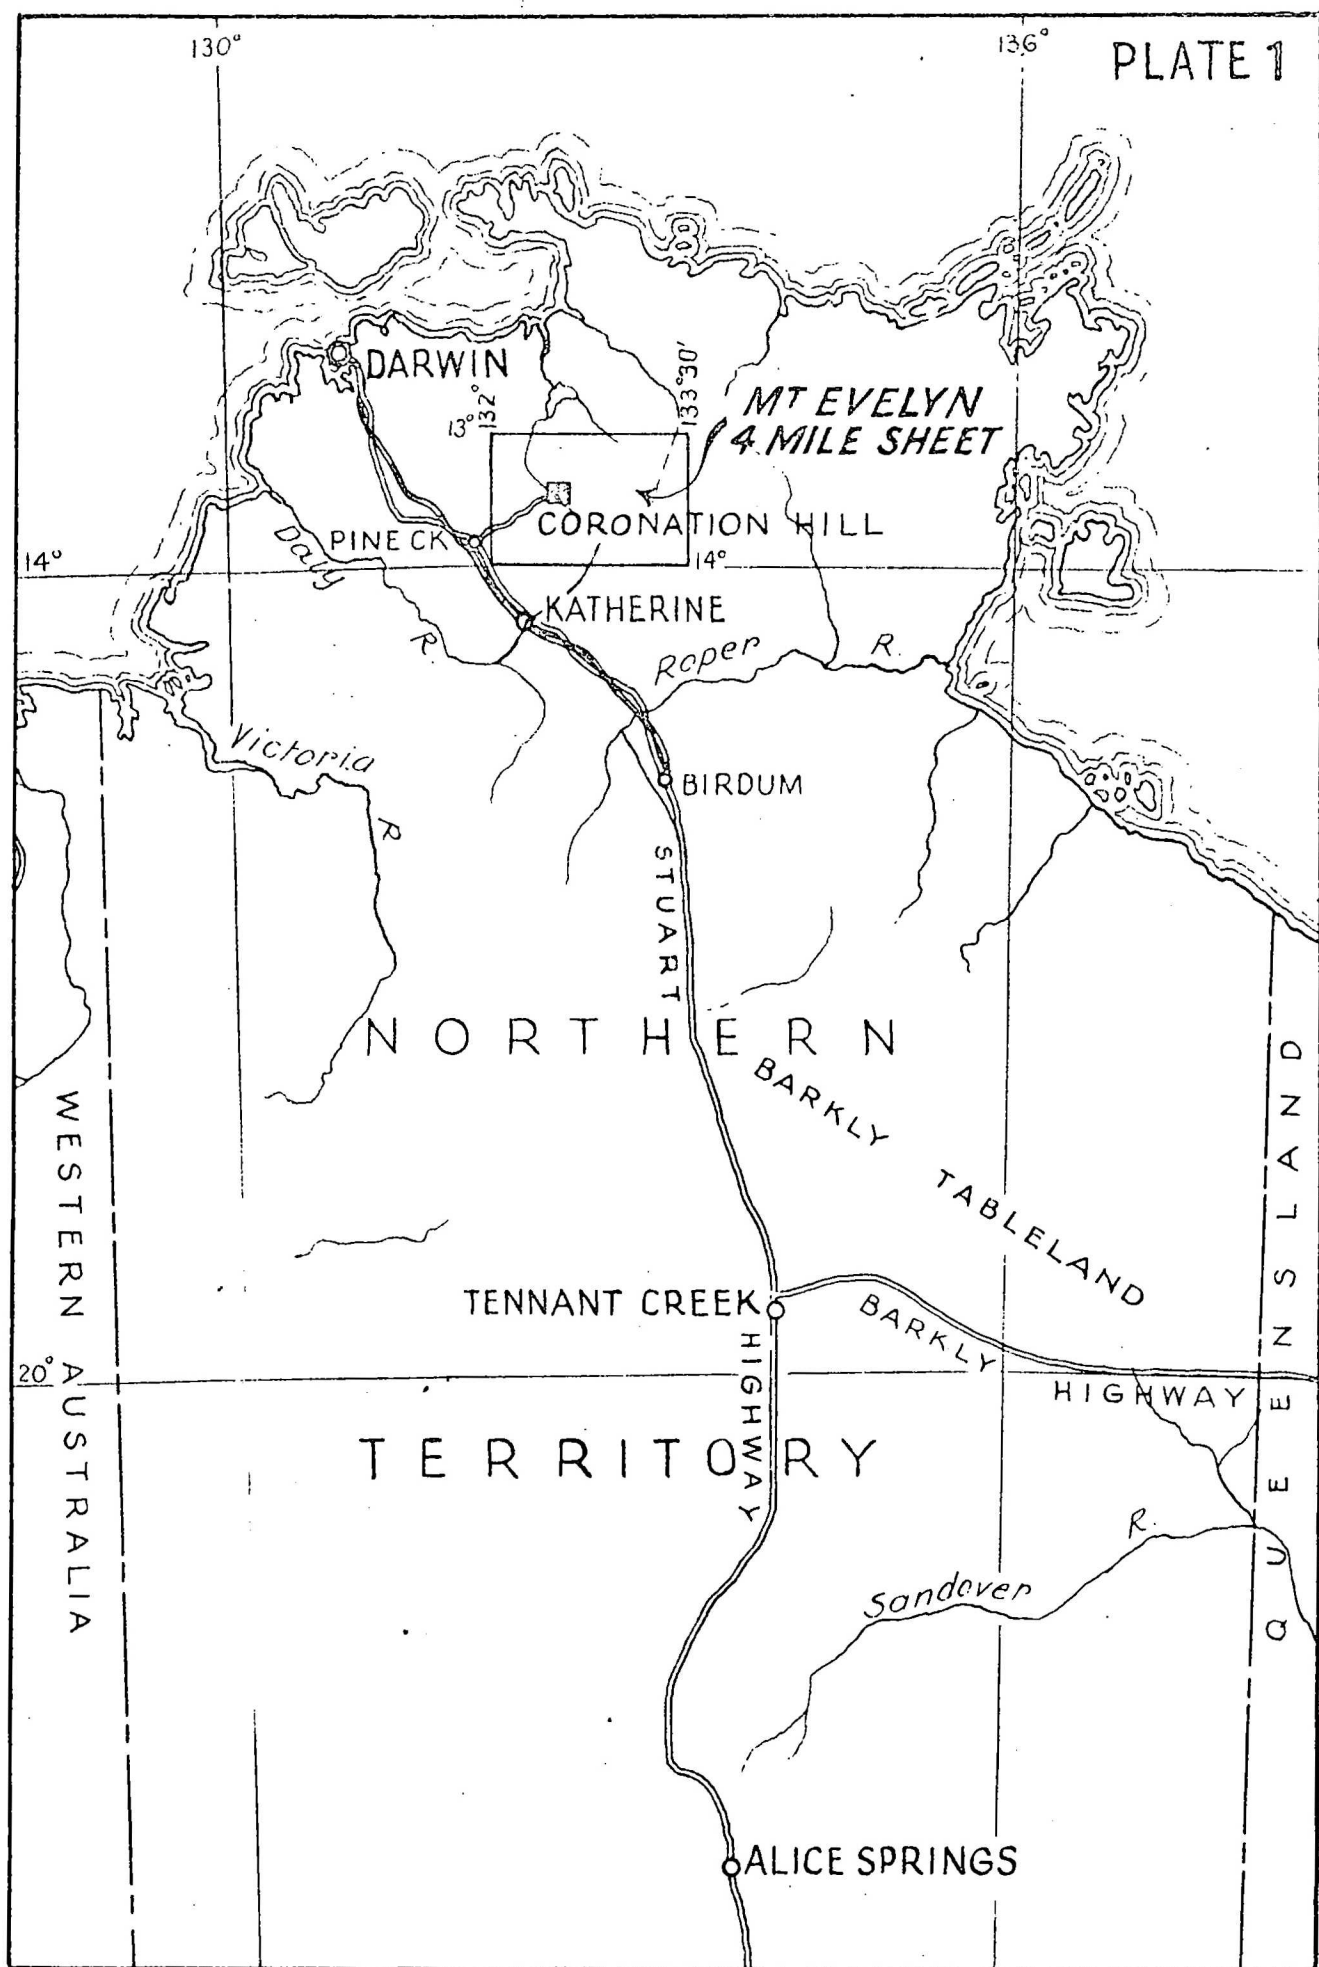 130°
136°
PLATE 1
DARWIN
13°
132°
133°30'
MT EVELYN
4 MILE SHEET
CORONATION HILL
PINE CK
Daly
R.
14°
14°
KATHERINE
Roper R.
Victoria
R
BIRDUM
STUART
NORTHERN
BARKLY TABLELAND
WESTERN AUSTRALIA
QUEENSLAND
TENNANT CREEK
BARKLY
HIGHWAY
HIGHWAY
20°
TERRITORY
Sandover R.
ALICE SPRINGS